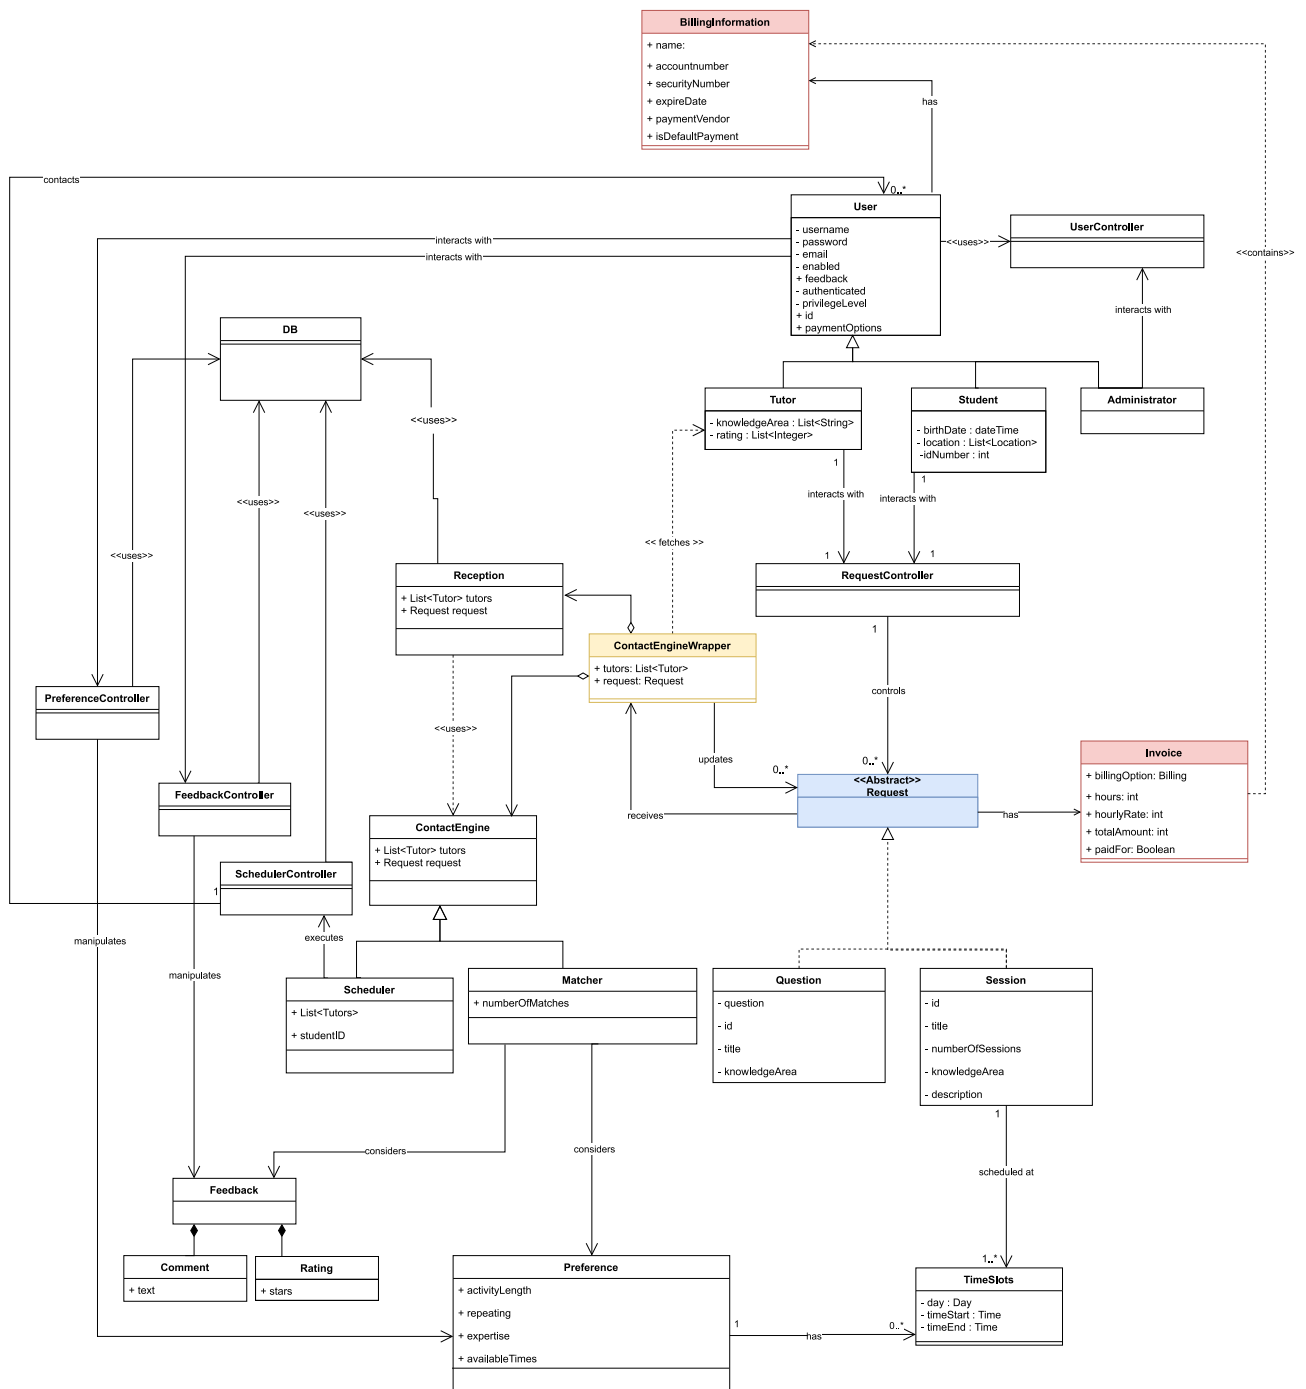 BillingInformation
+ name:
+ accountnumber
+ securityNumber
+ expireDate
+ paymentVendor
+ isDefaultPayment
has
contacts
0..*
User
- username
- password
- email
- enabled
+ feedback
- authenticated
- privilegeLevel
+ id
+ paymentOptions
UserController
<<uses>>
<<contains>>
interacts with
interacts with
interacts with
DB
<<uses>>
<<uses>>
<<uses>>
<<uses>>
Tutor
- knowledgeArea : List<String>
- rating : List<Integer>
Student
- birthDate : dateTime
- location : List<Location>
-idNumber : int
Administrator
1
1
interacts with
interacts with
1
1
<< fetches >>
Reception
+ List<Tutor> tutors
+ Request request
RequestController
1
ContactEngineWrapper
+ tutors: List<Tutor>
+ request: Request
PreferenceController
controls
<<uses>>
updates
0..*
0..*
<<Abstract>>
Request
receives
has
Invoice
+ billingOption: Billing
+ hours: int
+ hourlyRate: int
+ totalAmount: int
+ paidFor: Boolean
FeedbackController
ContactEngine
+ List<Tutor> tutors
+ Request request
SchedulerController
1
executes
manipulates
manipulates
Scheduler
+ List<Tutors>
+ studentID
Matcher
+ numberOfMatches
Question
- question
- id
- title
- knowledgeArea
Session
- id
- title
- numberOfSessions
- knowledgeArea
- description
1
considers
considers
scheduled at
Feedback
Comment
+ text
Rating
+ stars
Preference
+ activityLength
+ repeating
+ expertise
+ availableTimes
1
has
0..*
1..*
TimeSlots
- day : Day
- timeStart : Time
- timeEnd : Time